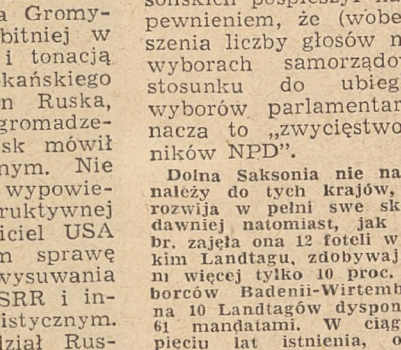 a Gromy-
bitniej w
i tonacją
kańskiego
n Ruska,
gromadze-
sk mówił
nym. Nie
wypowie-
ruktywnej
iciel USA
m sprawę
wysuwania
SRR i in-
istycznym.
dział Rus-
pewnieniem, że (wobe
szenia liczby głosów n
wyborach samorządo
stosunku do ubieg
wyborów parlamentar
nacza to „zwycięstwo
ników NPD”.
Dolna Saksonia nie na
należy do tych krajów,
rozwija w pełni swe sk
dawniej natomiast, jak
br. zajęła ona 12 foteli w
kim Landtagu, zdobywaj
ni więcej tylko 10 proc.
borców Badenii-Wirtemb
na 10 Landtagów dyspon
61 mandatami. W ciąg
pięciu lat istnienia, o